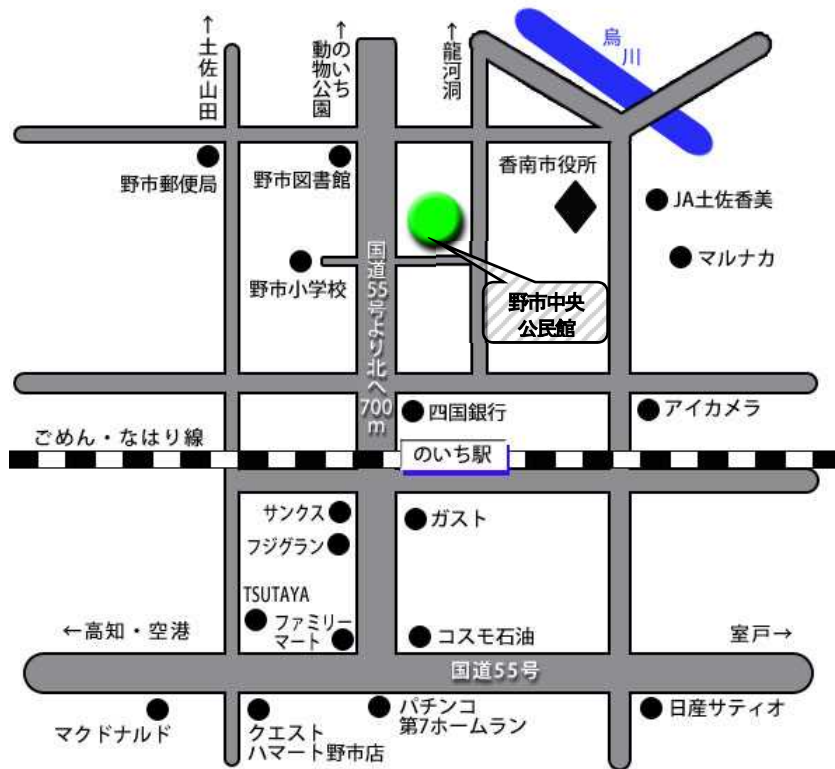 ↑土佐山田
↑のいち
動物公園
↑龍河洞
烏川
野市郵便局
野市図書館
香南市役所
JA土佐香美
マルナカ
野市小学校
国道55号より北へ700m
野市中央
公民館
四国銀行
アイカメラ
ごめん・なはり線
のいち駅
サンクス
ガスト
フジグラン
TSUTAYA
ファミリー
マート
コスモ石油
←高知・空港
室戸→
国道55号
マクドナルド
クエスト
ハマート野市店
パチンコ
第7ホームラン
日産サティオ